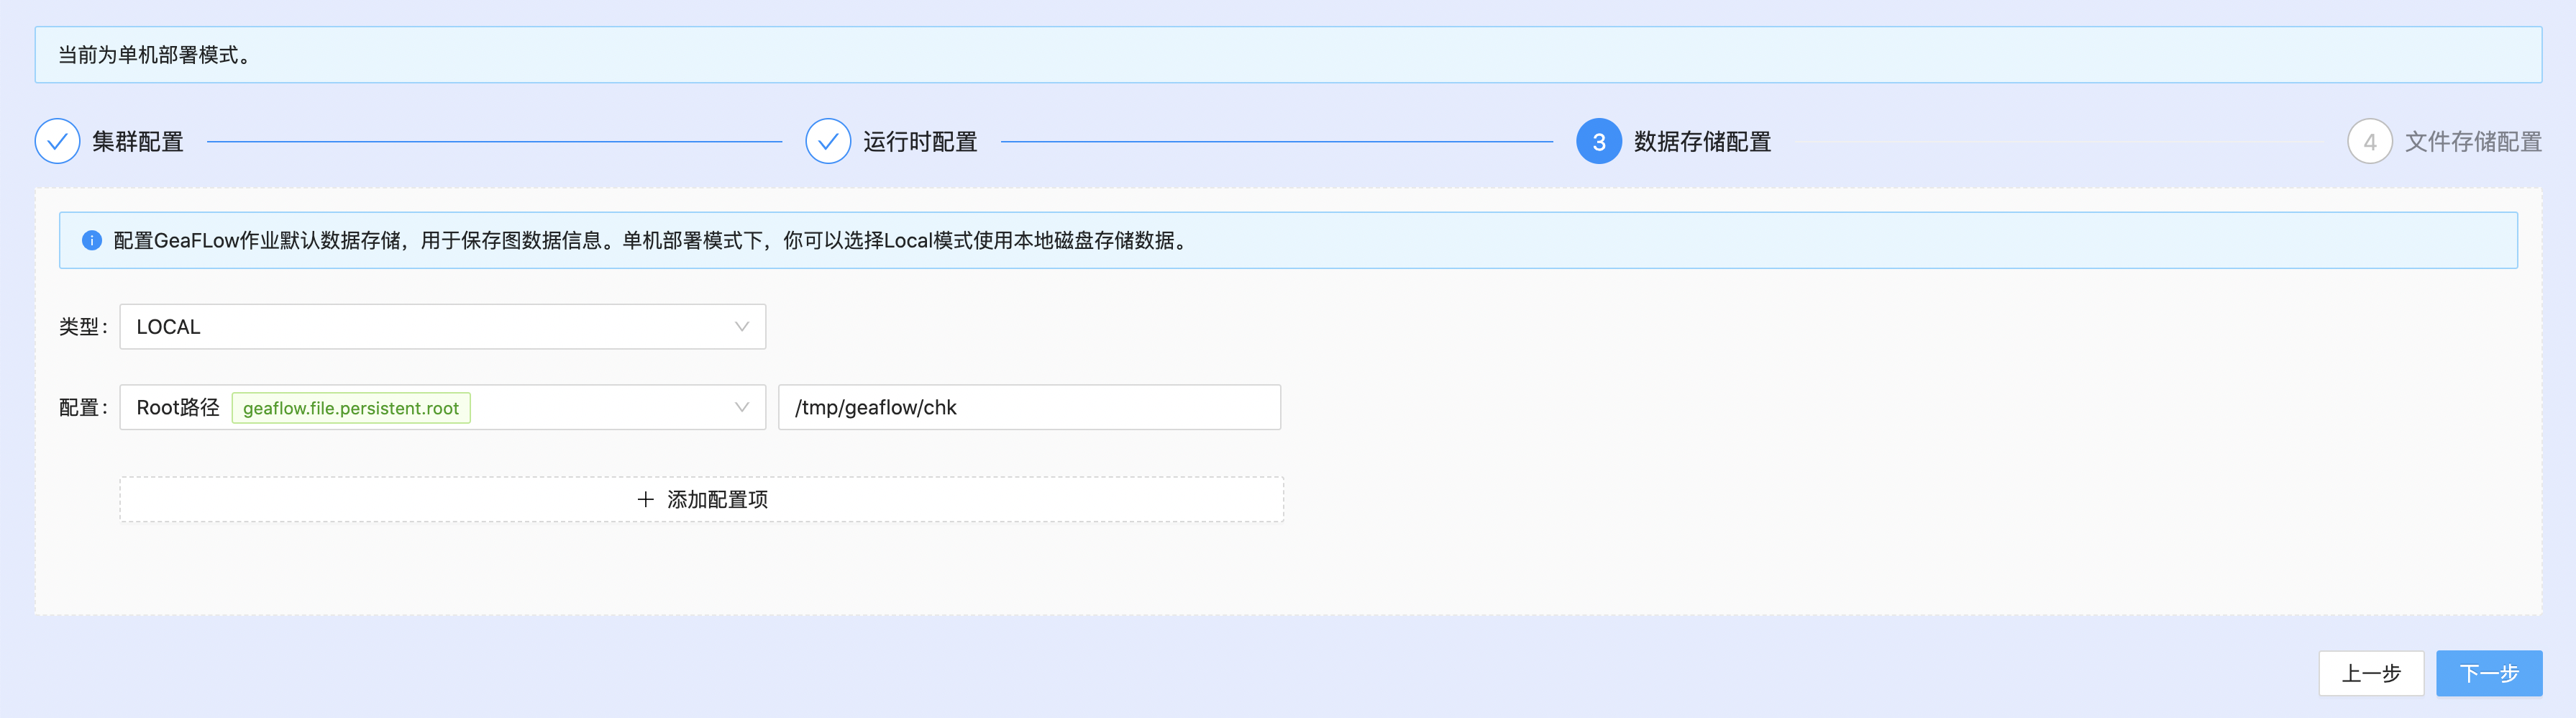 当前为单机部署模式。
集群配置
运行时配置
3 数据存储配置
4 文件存储配置
配置GeaFLow作业默认数据存储，用于保存图数据信息。单机部署模式下，你可以选择Local模式使用本地磁盘存储数据。
类型： LOCAL
配置： Root路径 geaflow.file.persistent.root /tmp/geaflow/chk
+ 添加配置项
上一步 下一步